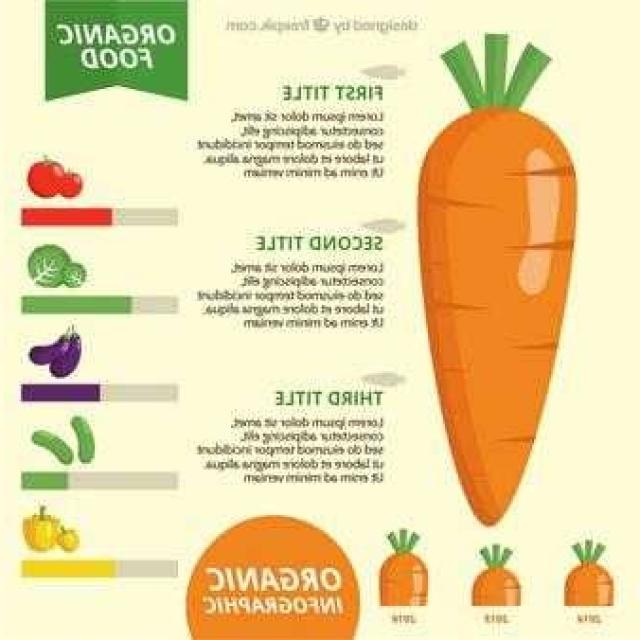 ORGANIC
FOOD
designed by freepik.com
FIRST TITLE
Lorem ipsum dolor sit amet,
consectetur adipiscing elit,
sed do eiusmod tempor incididunt
ut labore et dolore magna aliqua.
Ut enim ad minim veniam
SECOND TITLE
Lorem ipsum dolor sit amet,
consectetur adipiscing elit,
sed do eiusmod tempor incididunt
ut labore et dolore magna aliqua.
Ut enim ad minim veniam
THIRD TITLE
Lorem ipsum dolor sit amet,
consectetur adipiscing elit,
sed do eiusmod tempor incididunt
ut labore et dolore magna aliqua.
Ut enim ad minim veniam
ORGANIC
INFOGRAPHIC
2014
2015
2016